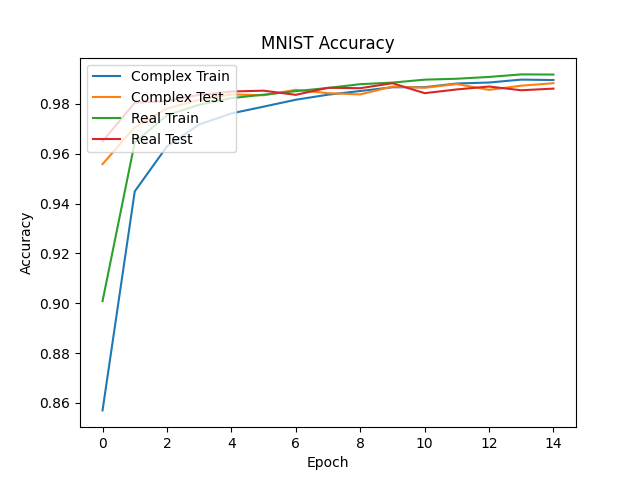 MNIST Accuracy
Complex Train
Complex Test
Real Train
Real Test
0.98
0.96
0.94
0.92
0.90
0.88
0.86
Accuracy
0 2 4 6 8 10 12 14
Epoch